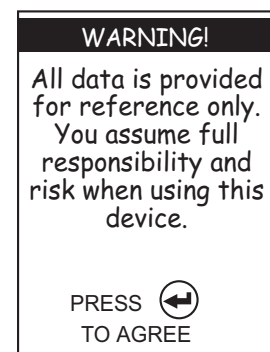 WARNING!
All data is provided
for reference only.
You assume full
responsibility and
risk when using this
device.
PRESS
TO AGREE